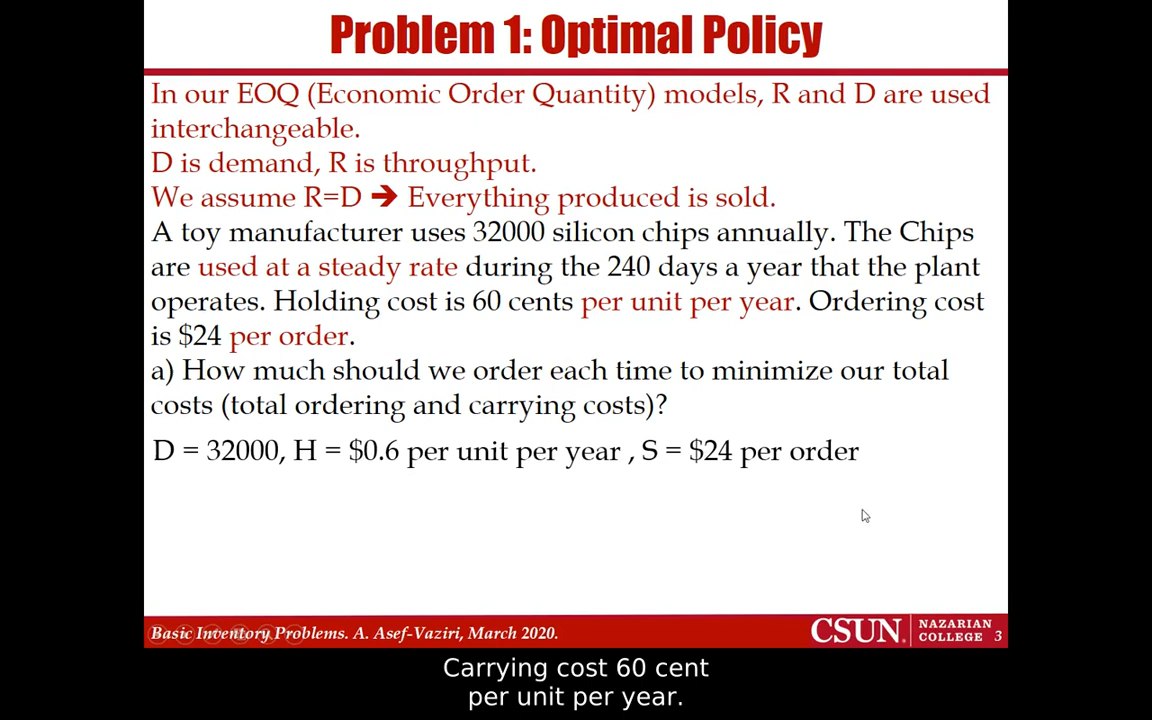 Problem 1: Optimal Policy
In our EOQ (Economic Order Quantity) models, R and D are used
interchangeable.
D is demand, R is throughput.
We assume R=D ➔ Everything produced is sold.
A toy manufacturer uses 32000 silicon chips annually. The Chips
are used at a steady rate during the 240 days a year that the plant
operates. Holding cost is 60 cents per unit per year. Ordering cost
is $24 per order.
a) How much should we order each time to minimize our total
costs (total ordering and carrying costs)?
D = 32000, H = $0.6 per unit per year , S = $24 per order
Basic Inventory Problems. A. Asef-Vaziri, March 2020.
CSUN. NAZARIAN
COLLEGE 3
Carrying cost 60 cent
per unit per year.